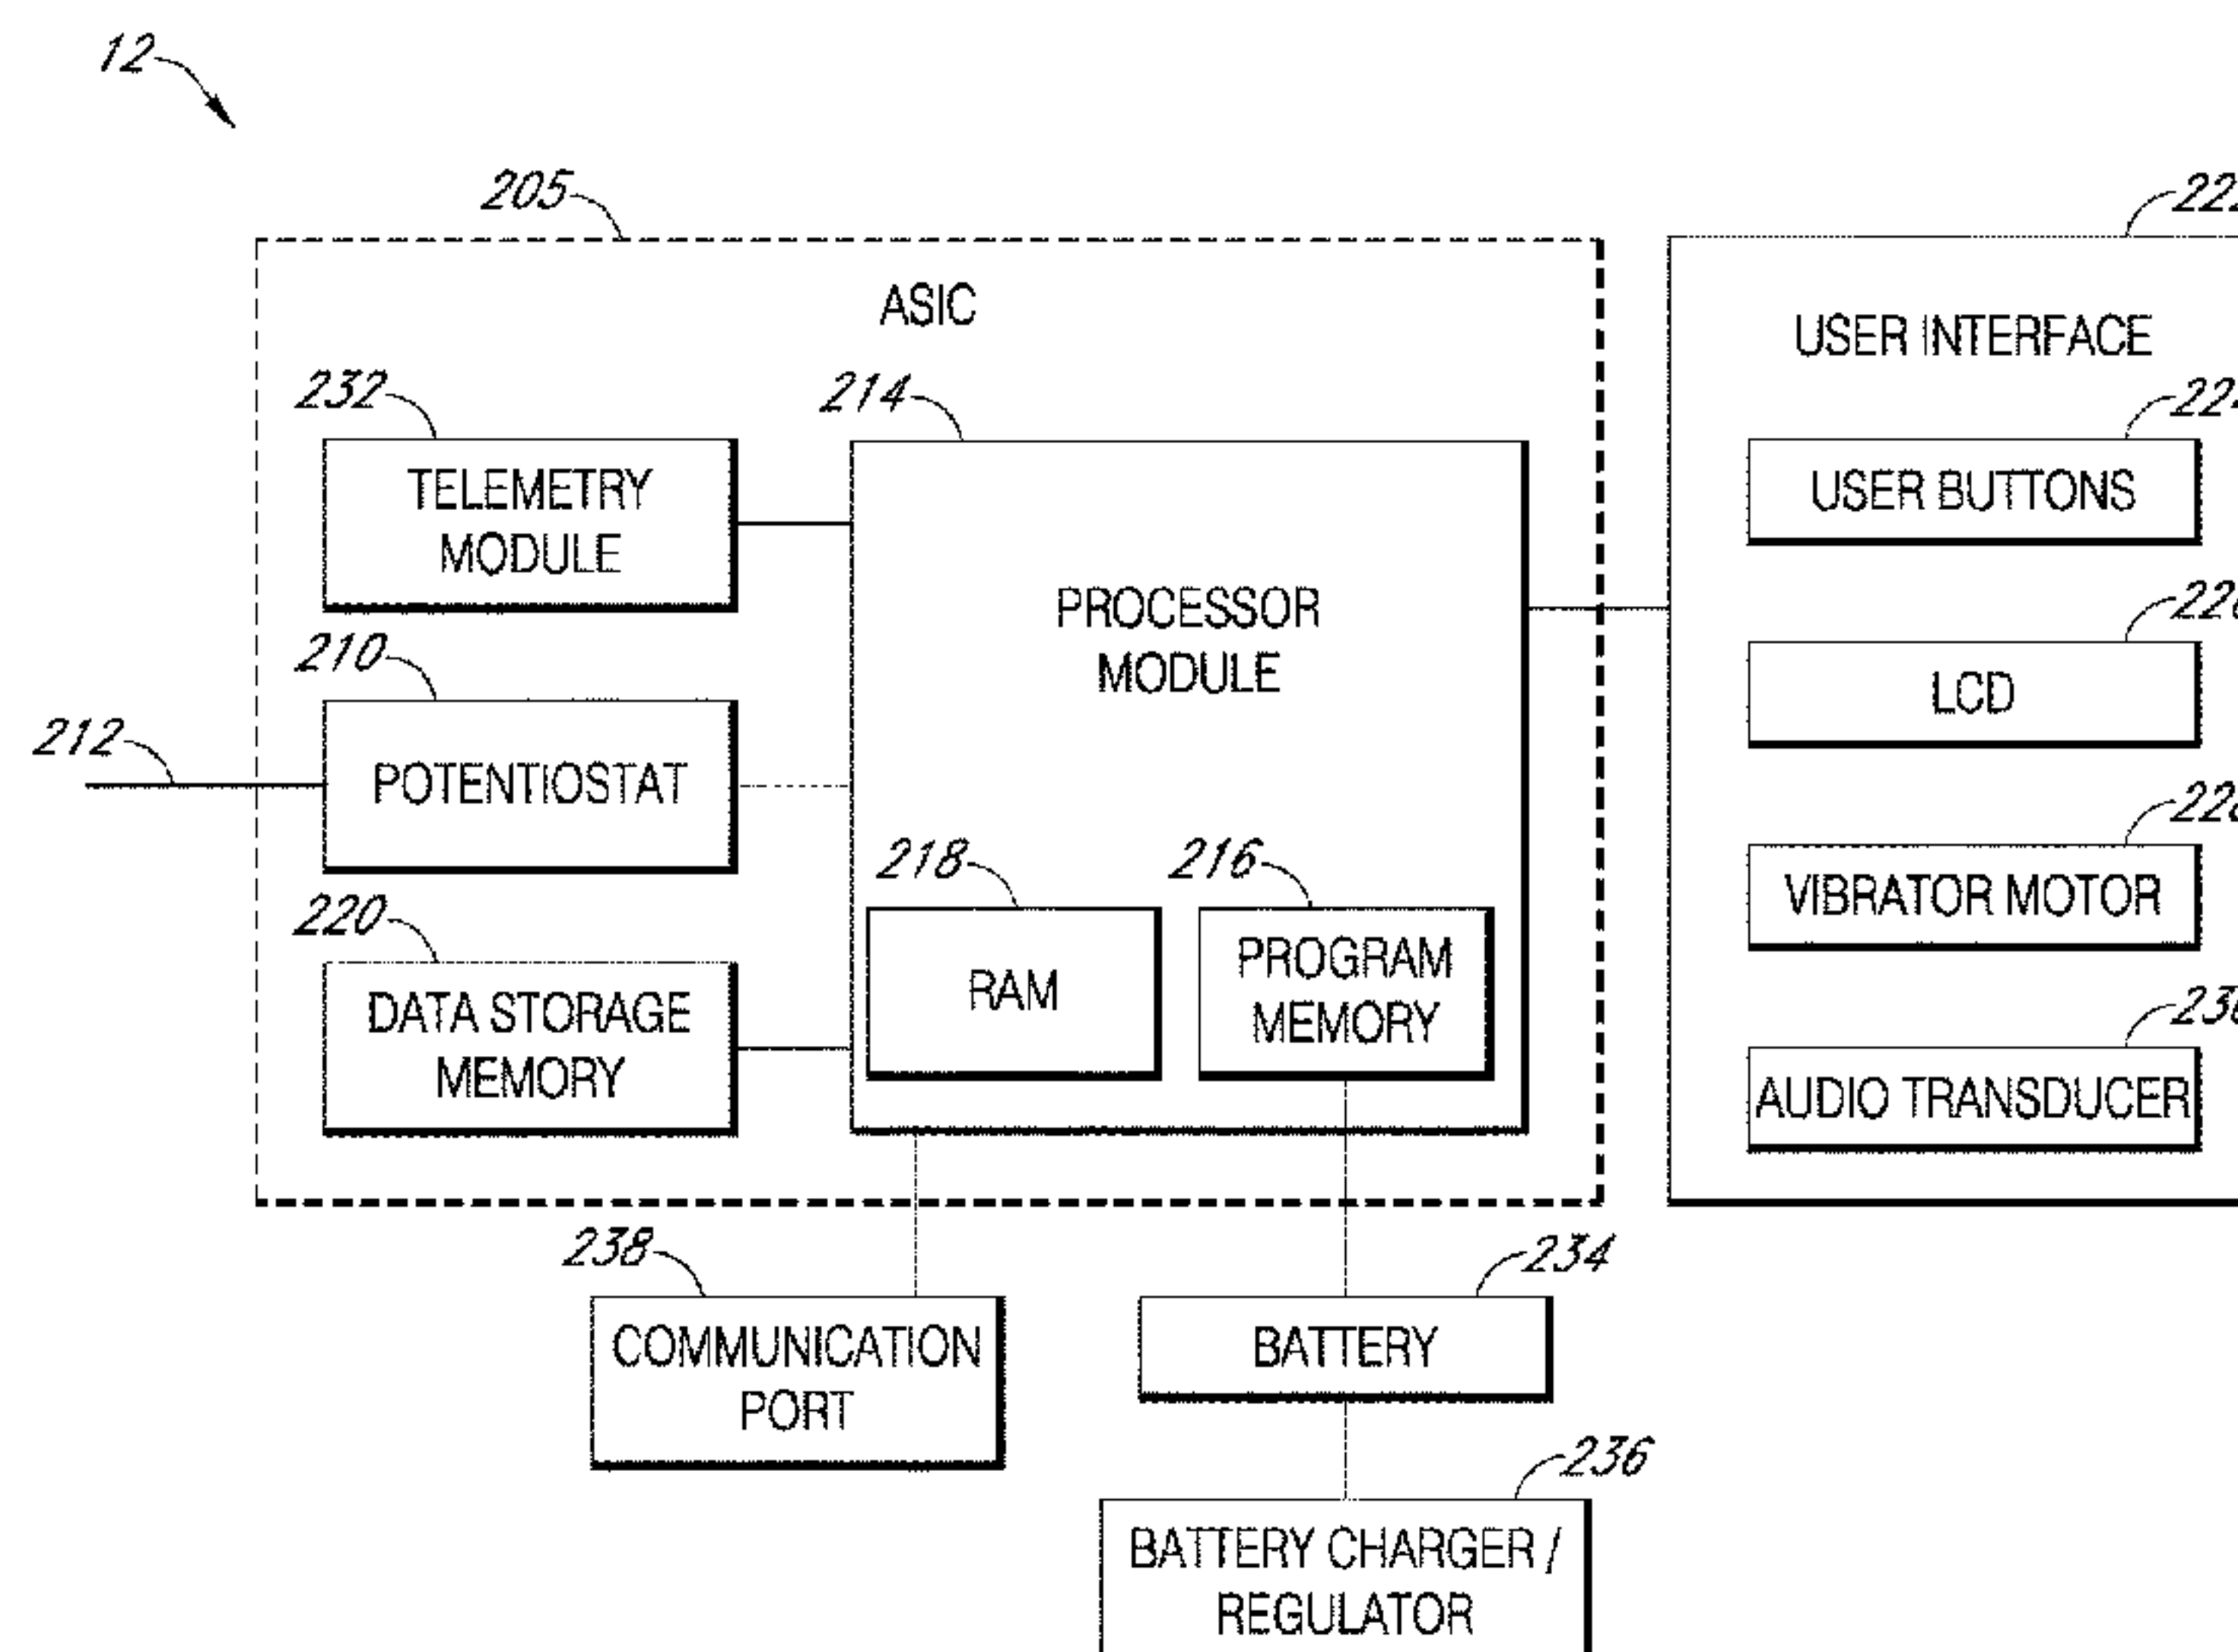 12
205
ASIC
USER INTERFACE
232
214
TELEMETRY
MODULE
PROCESSOR
MODULE
USER BUTTONS
210
212
POTENTIOSTAT
LCD
218
216
RAM
PROGRAM
MEMORY
VIBRATOR MOTOR
220
DATA STORAGE
MEMORY
AUDIO TRANSDUCER
238
COMMUNICATION
PORT
234
BATTERY
236
BATTERY CHARGER /
REGULATOR